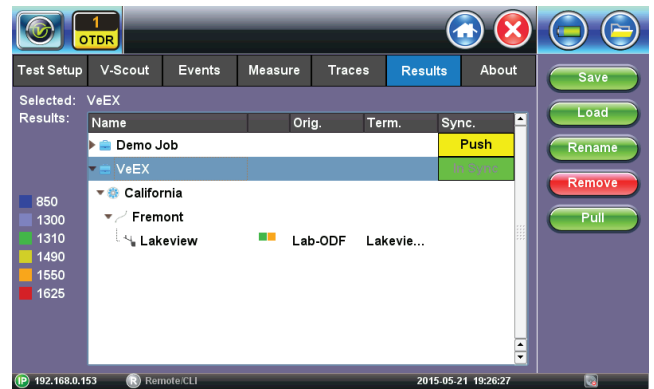 1
OTDR
Test Setup V-Scout Events Measure Traces Results About
Selected: VeEX
Results:
Name Orig. Term. Sync.
Demo Job Push
VeEX In Sync
California
Fremont
Lakeview Lab-ODF Lakevie...
850
1300
1310
1490
1550
1625
Save
Load
Rename
Remove
Pull
IP 192.168.0.153 R Remote/CLI 2015-05-21 19:26:27